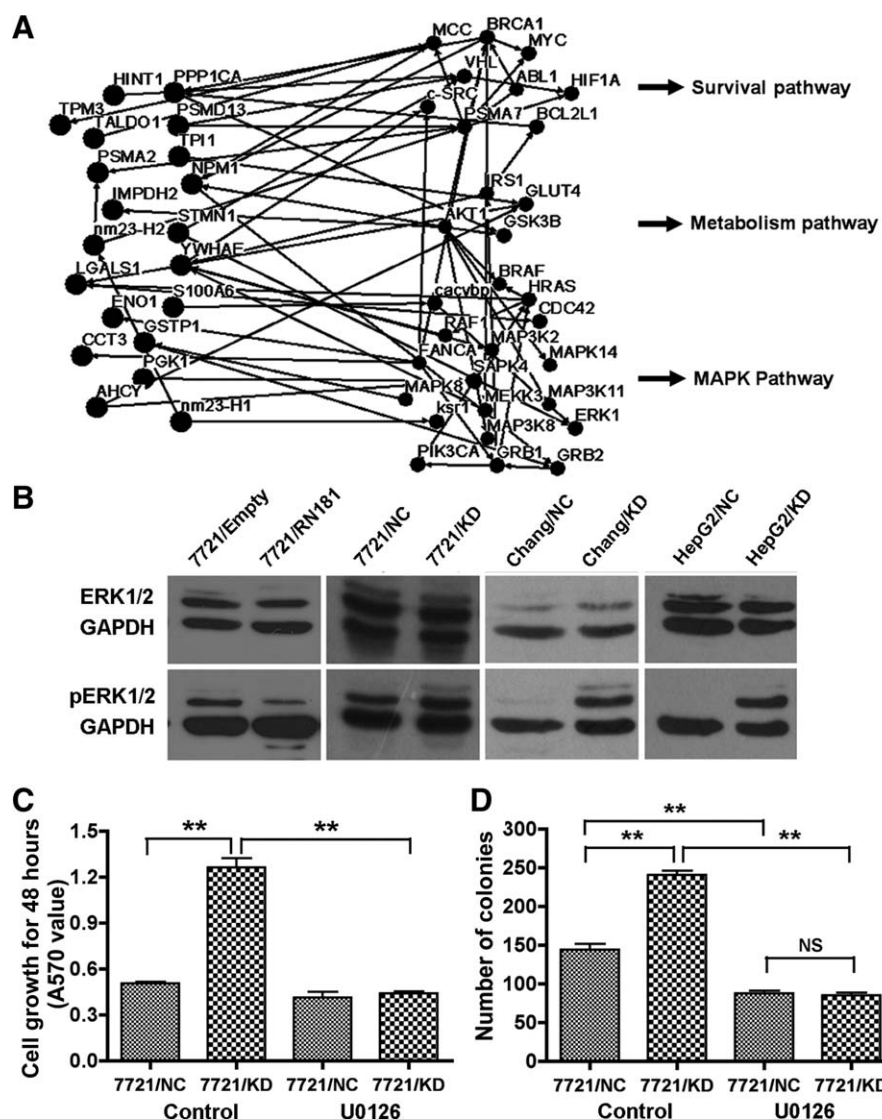 A
MCC
BRCA1
MYC
VHL
HINT1
PPP1CA
ABL1
HIF1A
Survival pathway
c-SRC
TPM3
TALDO1
PSMD13
PSMA7
BCL2L1
TPI1
PSMA2
NPM1
IRS1
GLUT4
IMPDH2
AKT1
GSK3B
Metabolism pathway
STMN1
nm23-H2
YWHAE
LGALS1
BRAF
HRAS
S100A6
cacybp
CDC42
ENO1
GSTP1
RAF1
MAP3K2
CCT3
PGK1
FANCA
SAPK4
MAPK14
MAPK Pathway
AHCY
MAPK8
MEKK3
MAP3K11
nm23-H1
ksr1
MAP3K8
ERK1
PIK3CA
GRB1
GRB2
B
7721/Empty
7721/RN181
7721/NC
7721/KD
Chang/NC
Chang/KD
HepG2/NC
HepG2/KD
ERK1/2
GAPDH
pERK1/2
GAPDH
C
Cell growth for 48 hours
(A570 value)
1.5
1.2
0.9
0.6
0.3
0.0
**
**
7721/NC 7721/KD 7721/NC 7721/KD
Control U0126
D
Number of colonies
300
250
200
150
100
50
0
**
**
**
NS
7721/NC 7721/KD 7721/NC 7721/KD
Control U0126